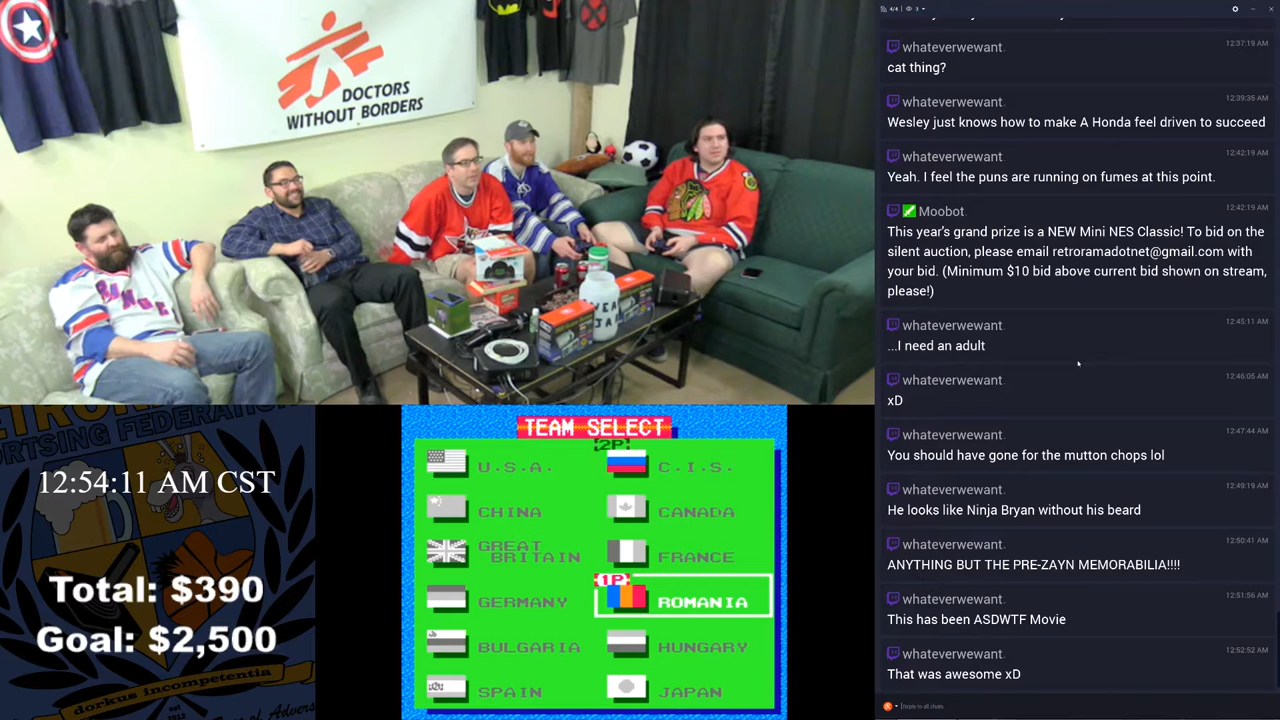 DOCTORS
WITHOUT BORDERS
12:54:11 AM CST
Total: $390
Goal: $2,500
dorkus incompetentia
TEAM SELECT
2P
U.S.A.
C.I.S.
CHINA
CANADA
GREAT
BRITAIN
FRANCE
1P
GERMANY
ROMANIA
BULGARIA
HUNGARY
SPAIN
JAPAN
4/4
3
whateverwewant.
12:37:19 AM
cat thing?
whateverwewant.
12:39:35 AM
Wesley just knows how to make A Honda feel driven to succeed
whateverwewant.
12:42:19 AM
Yeah. I feel the puns are running on fumes at this point.
Moobot.
12:42:19 AM
This year's grand prize is a NEW Mini NES Classic! To bid on the
silent auction, please email retroramadotnet@gmail.com with
your bid. (Minimum $10 bid above current bid shown on stream,
please!)
whateverwewant.
12:45:11 AM
...I need an adult
whateverwewant.
12:46:05 AM
xD
whateverwewant.
12:47:44 AM
You should have gone for the mutton chops lol
whateverwewant.
12:49:19 AM
He looks like Ninja Bryan without his beard
whateverwewant.
12:50:41 AM
ANYTHING BUT THE PRE-ZAYN MEMORABILIA!!!!
whateverwewant.
12:51:56 AM
This has been ASDWTF Movie
whateverwewant.
12:52:52 AM
That was awesome xD
Reply to all chats